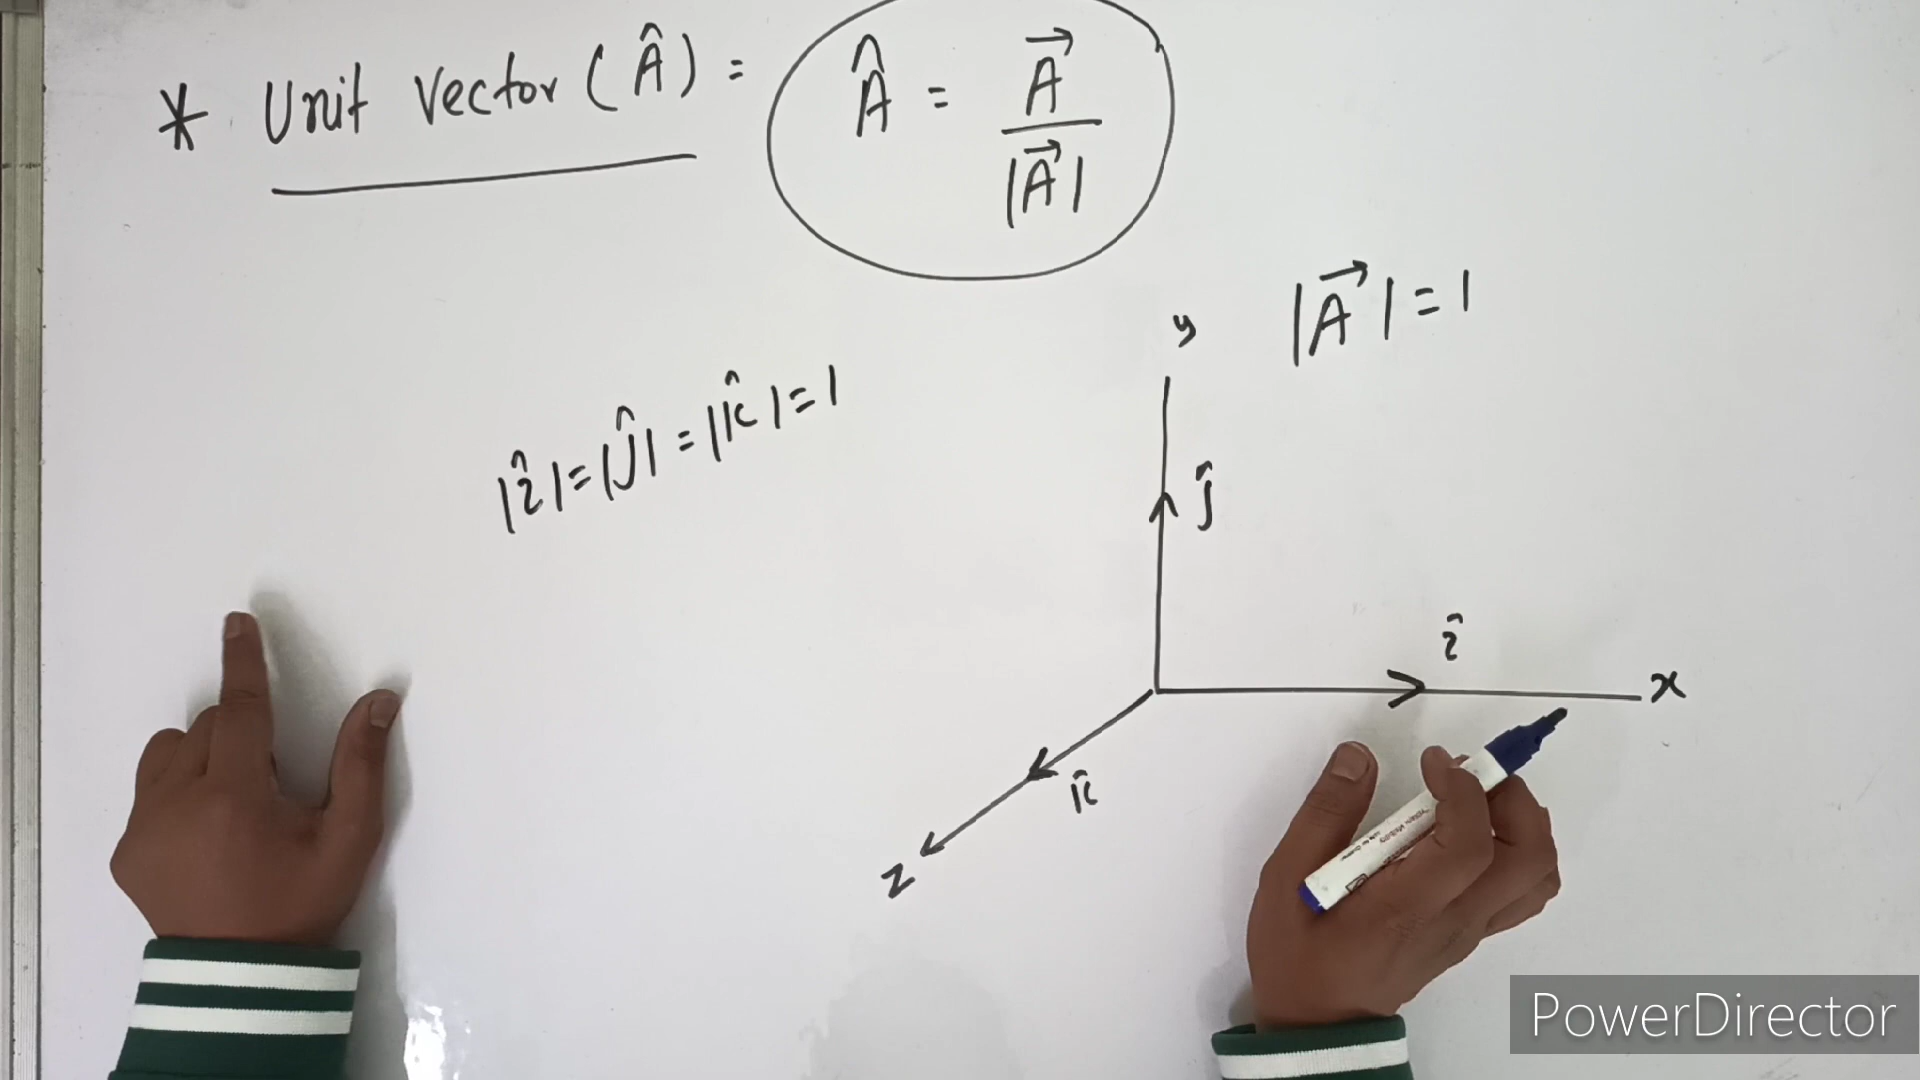 * Unit Vector (Â) = Â = A⃗ / |A⃗|
|A⃗| = 1
|î| = |ĵ| = |k̂| = 1
y
ĵ
î
x
k̂
z
PowerDirector